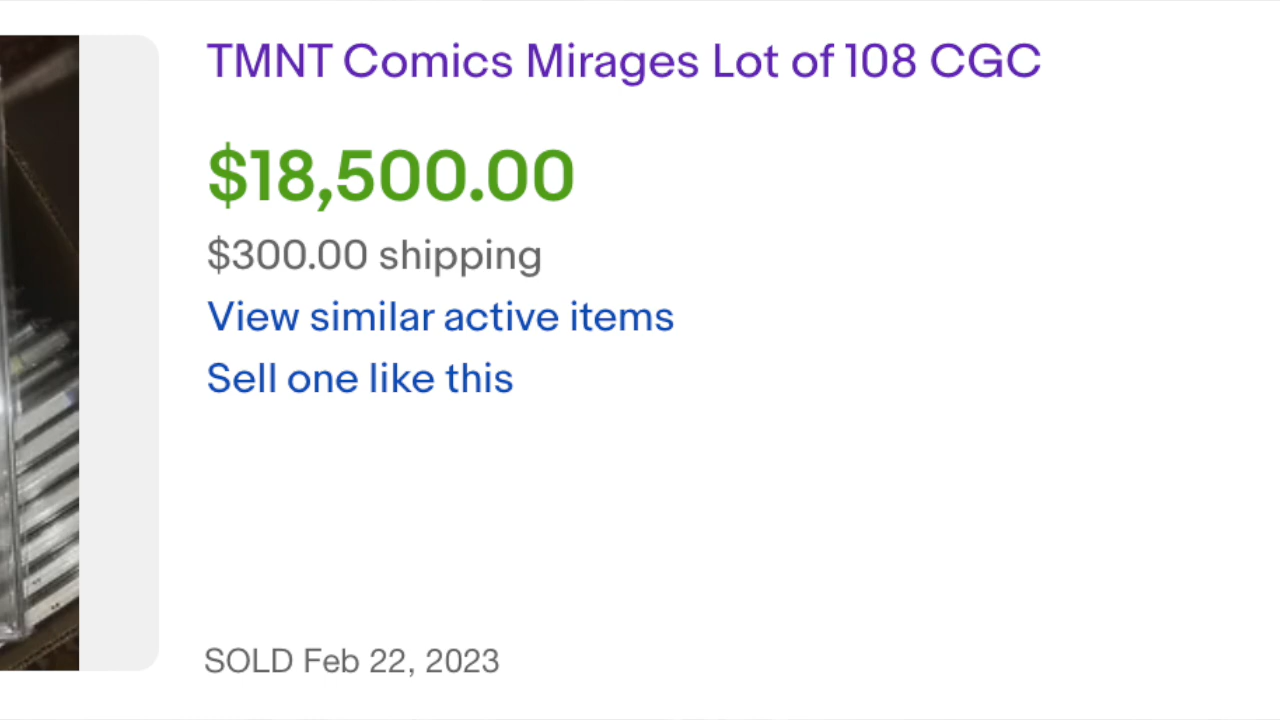 TMNT Comics Mirages Lot of 108 CGC
$18,500.00
$300.00 shipping
View similar active items
Sell one like this
SOLD Feb 22, 2023